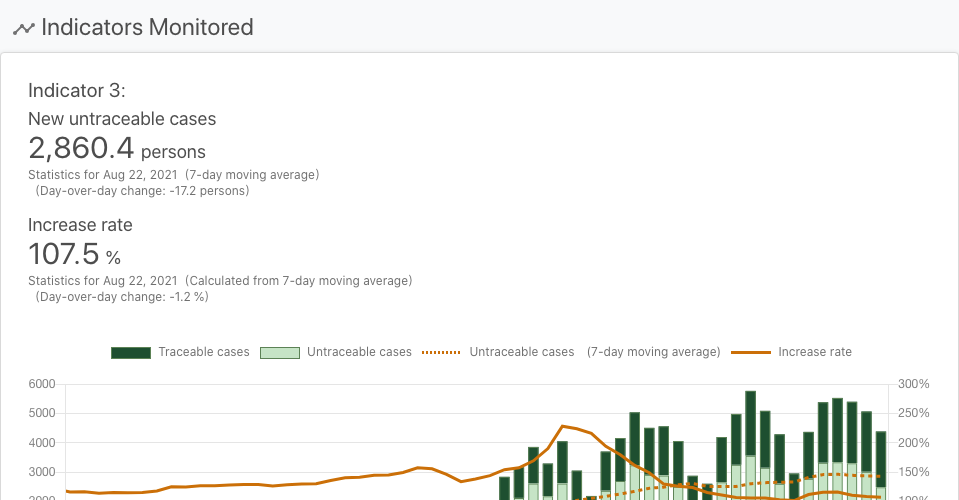 Indicators Monitored
Indicator 3:
New untraceable cases
2,860.4 persons
Statistics for Aug 22, 2021 (7-day moving average)
(Day-over-day change: -17.2 persons)
Increase rate
107.5 %
Statistics for Aug 22, 2021 (Calculated from 7-day moving average)
(Day-over-day change: -1.2 %)
Traceable cases Untraceable cases Untraceable cases (7-day moving average) Increase rate
6000 300%
5000 250%
4000 200%
3000 150%
2000 100%